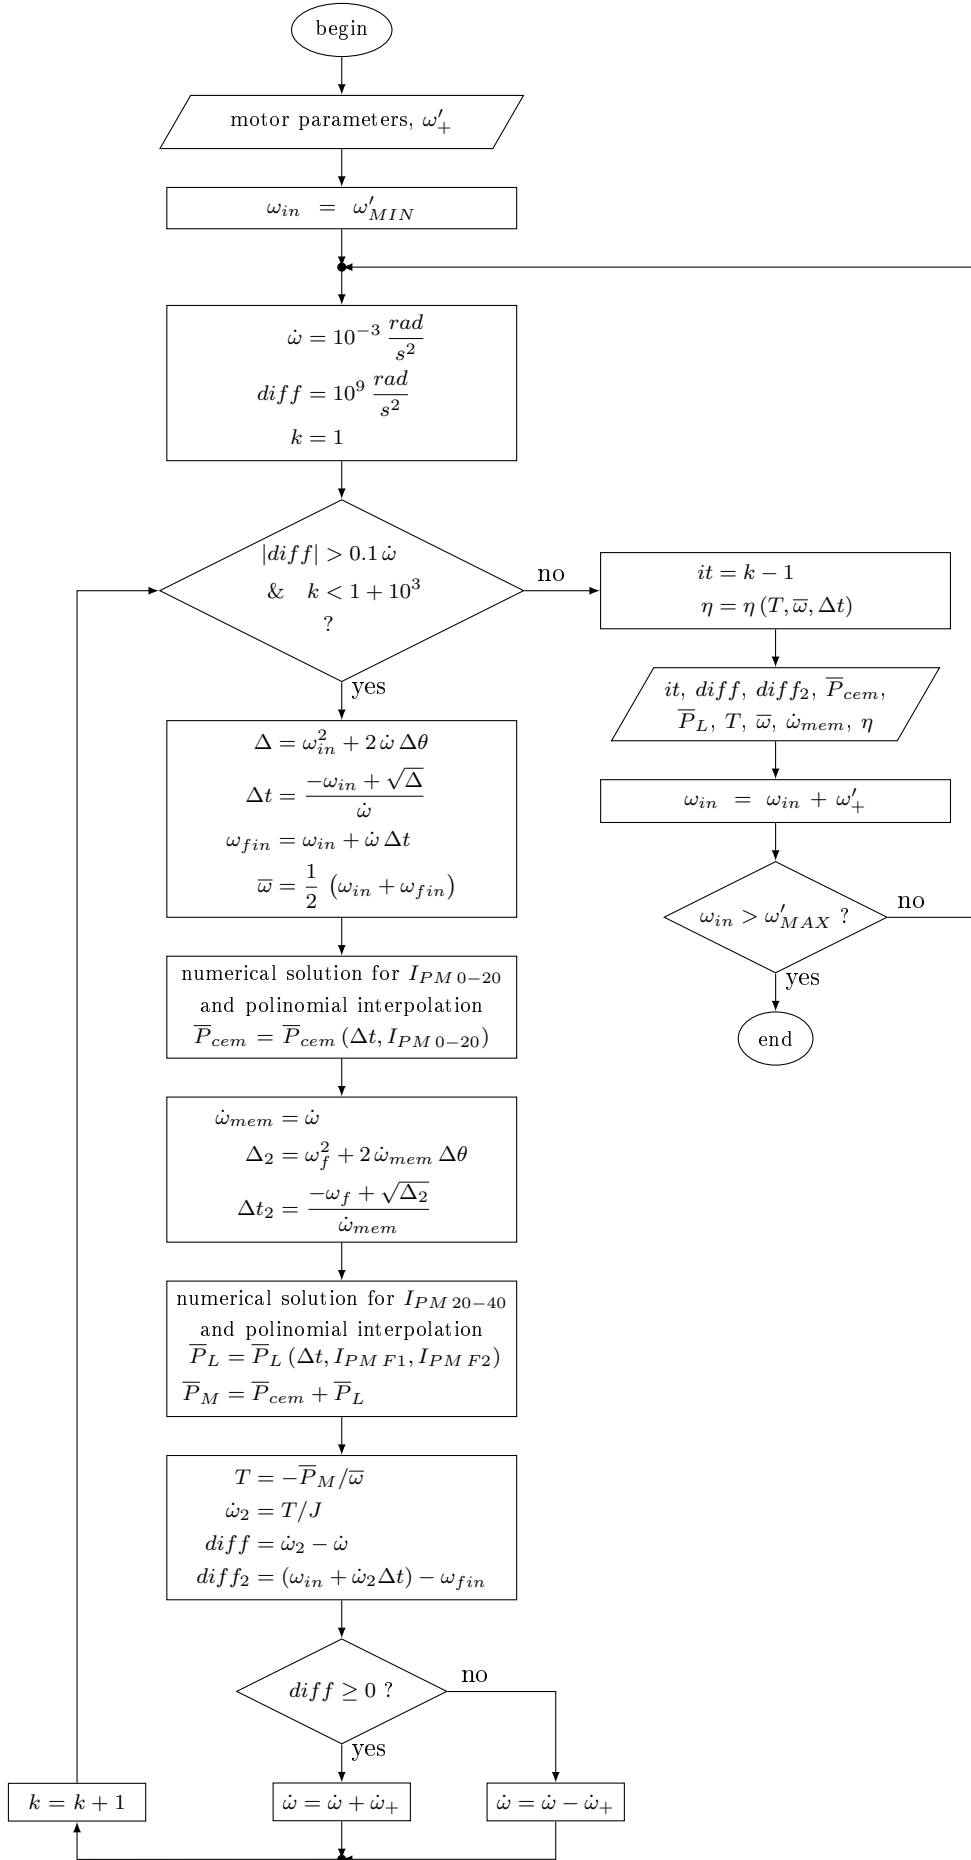 begin
motor parameters, ω′₊
ω_in = ω′_MIN
ω̇ = 10⁻³ rad/s²
diff = 10⁹ rad/s²
k = 1
|diff| > 0.1 ω̇
& k < 1 + 10³
?
no
yes
it = k − 1
η = η (T, ω̅, Δt)
it, diff, diff₂, P̅_cem,
P̅_L, T, ω̅, ω̇_mem, η
ω_in = ω_in + ω′₊
ω_in > ω′_MAX ?
no
yes
end
Δ = ω_in² + 2 ω̇ Δθ
Δt = (−ω_in + √Δ)/ω̇
ω_fin = ω_in + ω̇ Δt
ω̅ = 1/2 (ω_in + ω_fin)
numerical solution for I_PM 0−20
and polinomial interpolation
P̅_cem = P̅_cem (Δt, I_PM 0−20)
ω̇_mem = ω̇
Δ₂ = ω_f² + 2 ω̇_mem Δθ
Δt₂ = (−ω_f + √Δ₂)/ω̇_mem
numerical solution for I_PM 20−40
and polinomial interpolation
P̅_L = P̅_L (Δt, I_PM F1, I_PM F2)
P̅_M = P̅_cem + P̅_L
T = −P̅_M/ω̅
ω̇₂ = T/J
diff = ω̇₂ − ω̇
diff₂ = (ω_in + ω̇₂Δt) − ω_fin
diff ≥ 0 ?
no
yes
k = k + 1
ω̇ = ω̇ + ω̇₊
ω̇ = ω̇ − ω̇₊